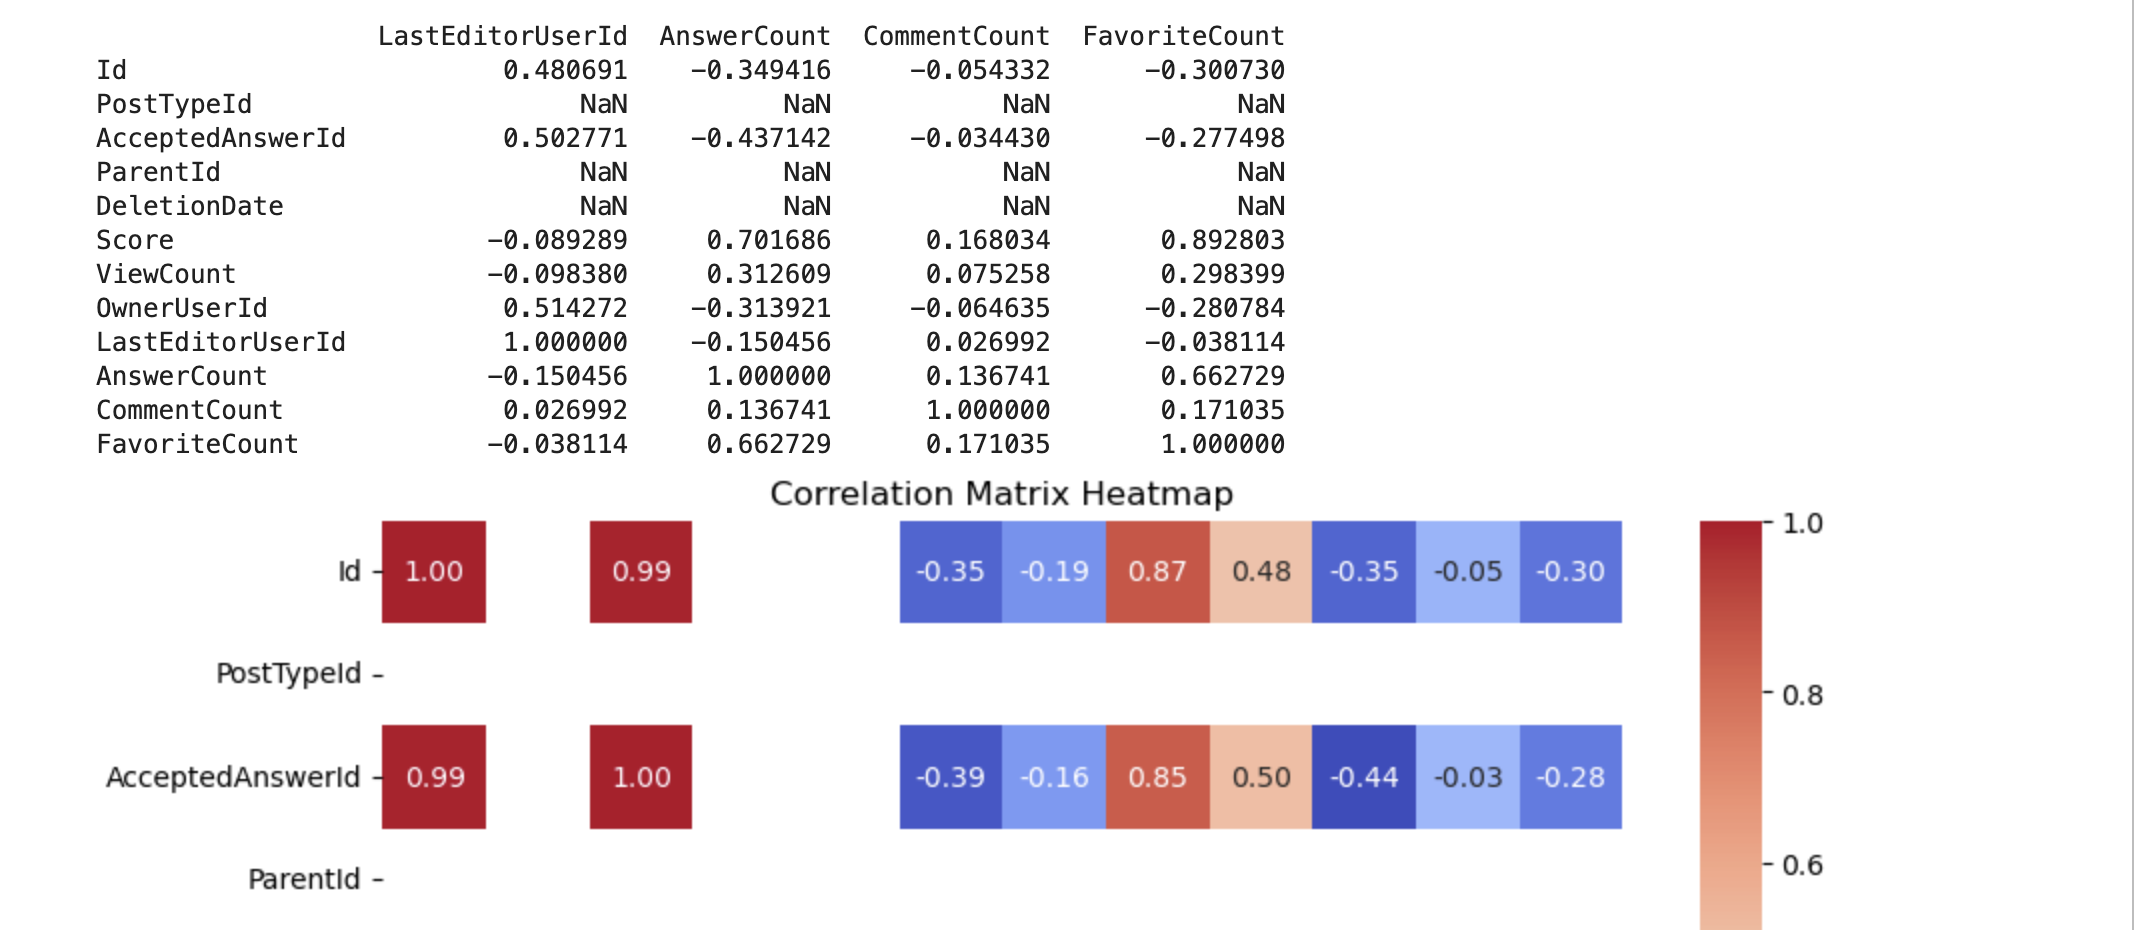 LastEditorUserId AnswerCount CommentCount FavoriteCount
Id 0.480691 −0.349416 −0.054332 −0.300730
PostTypeId NaN NaN NaN NaN
AcceptedAnswerId 0.502771 −0.437142 −0.034430 −0.277498
ParentId NaN NaN NaN NaN
DeletionDate NaN NaN NaN NaN
Score −0.089289 0.701686 0.168034 0.892803
ViewCount −0.098380 0.312609 0.075258 0.298399
OwnerUserId 0.514272 −0.313921 −0.064635 −0.280784
LastEditorUserId 1.000000 −0.150456 0.026992 −0.038114
AnswerCount −0.150456 1.000000 0.136741 0.662729
CommentCount 0.026992 0.136741 1.000000 0.171035
FavoriteCount −0.038114 0.662729 0.171035 1.000000
Correlation Matrix Heatmap
Id 1.00 0.99 -0.35 -0.19 0.87 0.48 -0.35 -0.05 -0.30
PostTypeId
AcceptedAnswerId 0.99 1.00 -0.39 -0.16 0.85 0.50 -0.44 -0.03 -0.28
ParentId
1.0
0.8
0.6